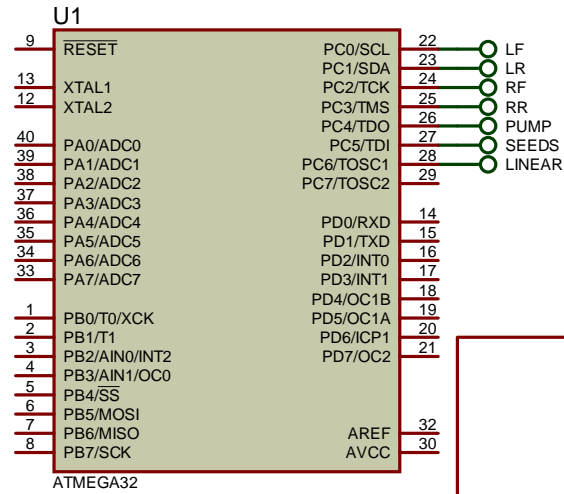 U1
9 RESET PC0/SCL 22 LF
PC1/SDA 23 LR
13 XTAL1 PC2/TCK 24 RF
12 XTAL2 PC3/TMS 25 RR
PC4/TDO 26 PUMP
40 PA0/ADC0 PC5/TDI 27 SEEDS
39 PA1/ADC1 PC6/TOSC1 28 LINEAR
38 PA2/ADC2 PC7/TOSC2 29
37 PA3/ADC3
36 PA4/ADC4 PD0/RXD 14
35 PA5/ADC5 PD1/TXD 15
34 PA6/ADC6 PD2/INT0 16
33 PA7/ADC7 PD3/INT1 17
PD4/OC1B 18
1 PB0/T0/XCK PD5/OC1A 19
2 PB1/T1 PD6/ICP1 20
3 PB2/AIN0/INT2 PD7/OC2 21
4 PB3/AIN1/OC0
5 PB4/SS
6 PB5/MOSI
7 PB6/MISO AREF 32
8 PB7/SCK AVCC 30
ATMEGA32